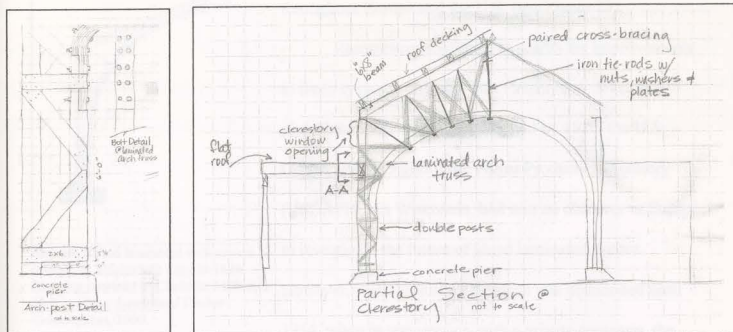 Bolt Detail
@ laminated
arch truss
6'-0"
2x6
concrete
pier
Arch-post Detail
not to scale
6x8"
beam
roof decking
paired cross-bracing
iron tie-rods w/
nuts, washers &
plates
clerestory
window
opening
flat
roof
A-A
laminated arch
truss
double posts
concrete pier
Partial Section @
Clerestory
not to scale